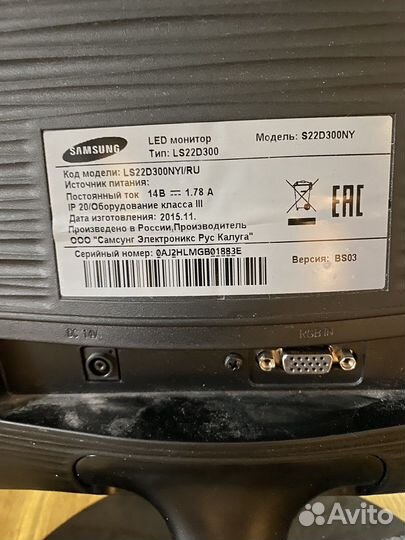 SAMSUNG
LED монитор
Тип: LS22D300
Модель: S22D300NY
Код модели: LS22D300NYI/RU
Источник питания:
Постоянный ток 14В 1.78 А
IP 20/Оборудование класса III
Дата изготовления: 2015.11.
Произведено в России,Производитель
ООО "Самсунг Электроникс Рус Калуга"
EAC
Серийный номер: 0AJ2HLMGB01883E
Версия: BS03
DC 14V
RGB IN
Avito